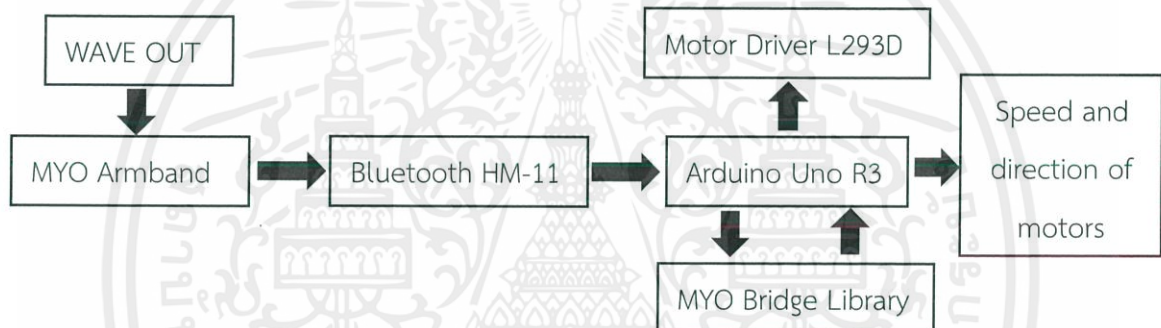 WAVE OUT
Motor Driver L293D
MYO Armband
Bluetooth HM-11
Arduino Uno R3
Speed and
direction of
motors
MYO Bridge Library